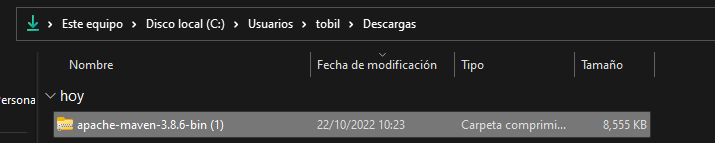 Este equipo > Disco local (C:) > Usuarios > tobil > Descargas
Nombre Fecha de modificación Tipo Tamaño
Persona
hoy
apache-maven-3.8.6-bin (1) 22/10/2022 10:23 Carpeta comprimi... 8,555 KB